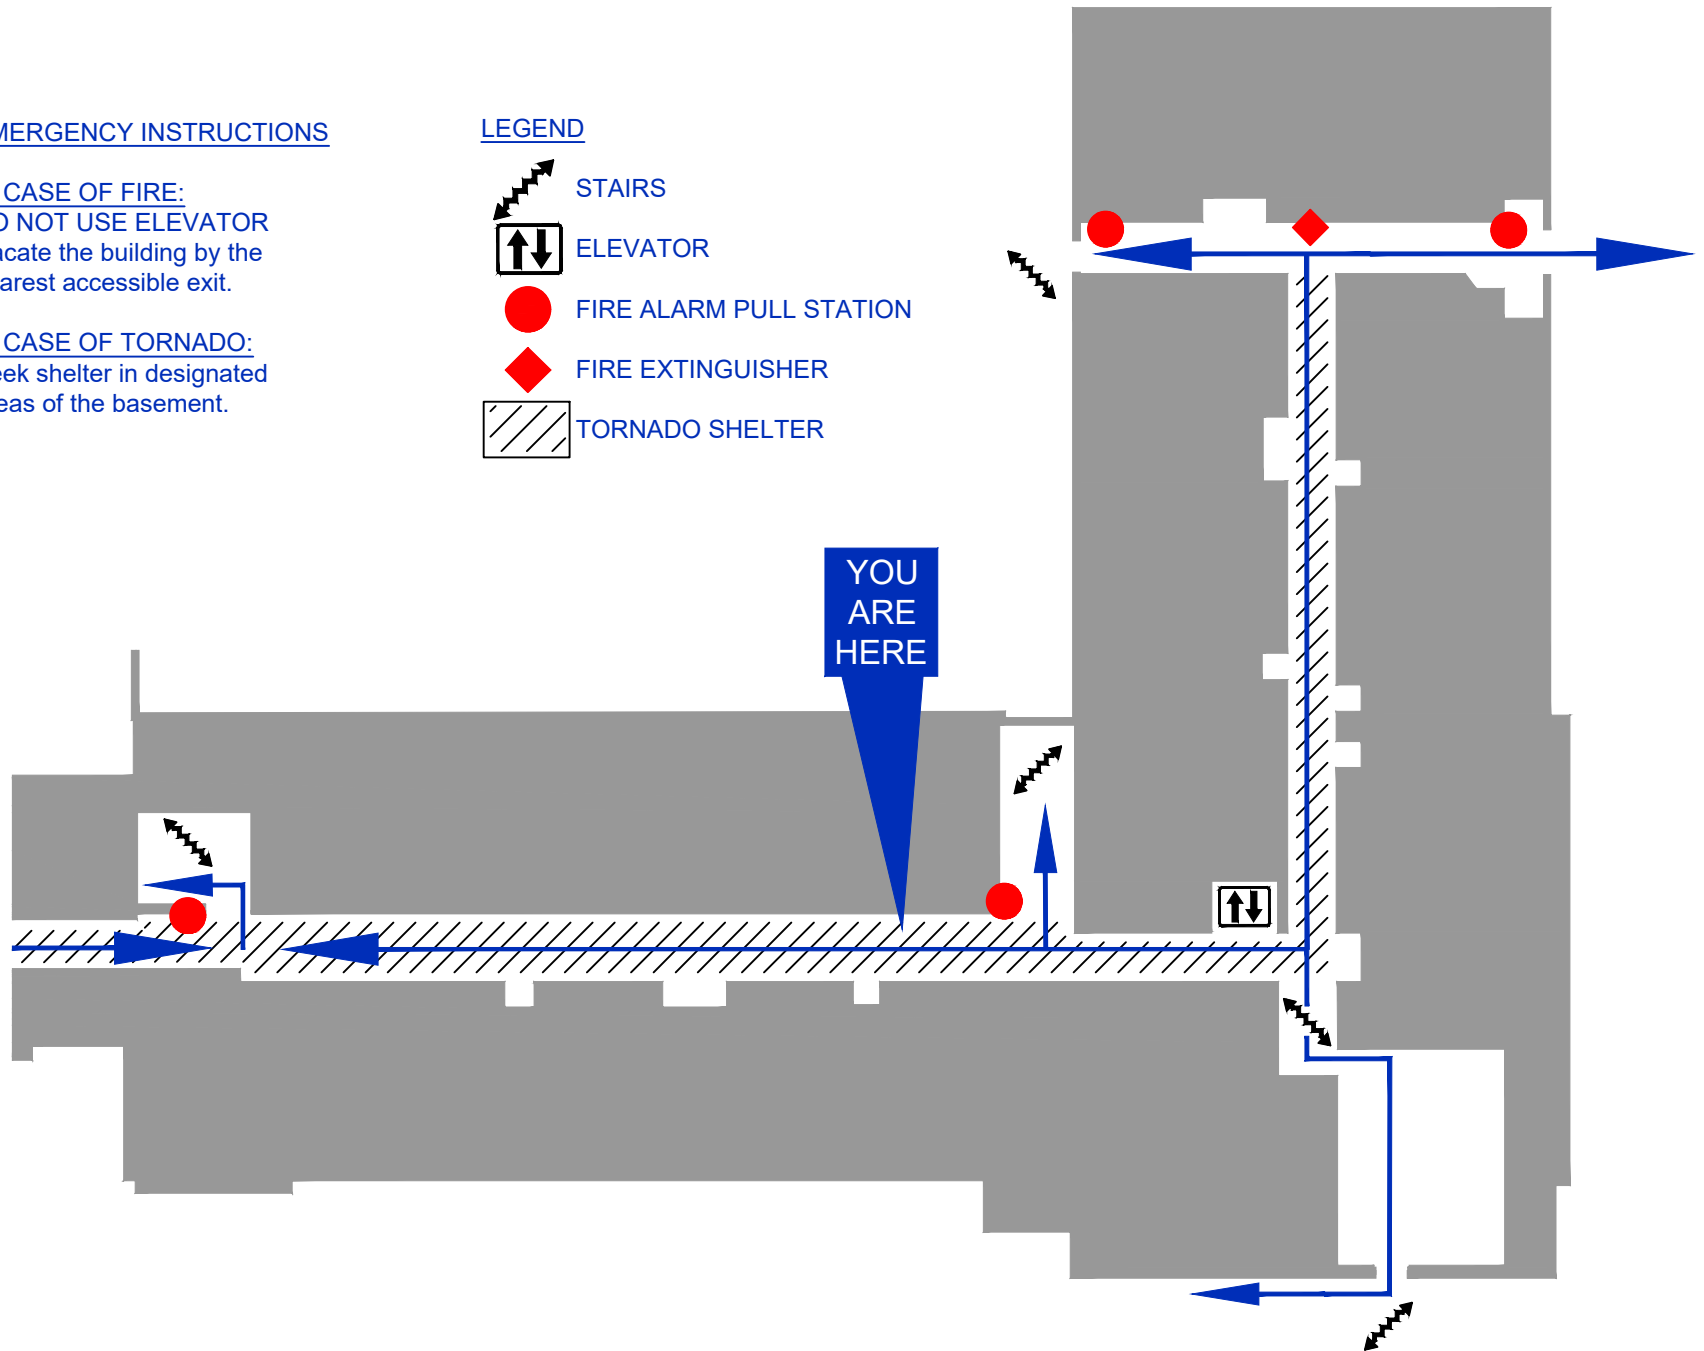 MERGENCY INSTRUCTIONS
CASE OF FIRE:
O NOT USE ELEVATOR
acate the building by the
arest accessible exit.
CASE OF TORNADO:
eek shelter in designated
eas of the basement.
LEGEND
STAIRS
ELEVATOR
FIRE ALARM PULL STATION
FIRE EXTINGUISHER
TORNADO SHELTER
YOU
ARE
HERE